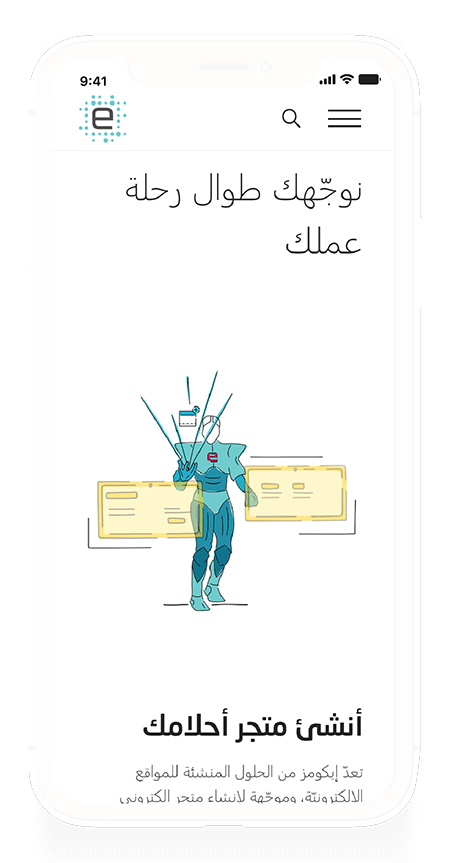 9:41
e
نوجّهك طوال رحلة
عملك
e
أنشئ متجر أحلامك
تعدّ إيكومز من الحلول المنشئة للمواقع
الالكترونيّة، وموجّهة لانشاء متجر الكتروني